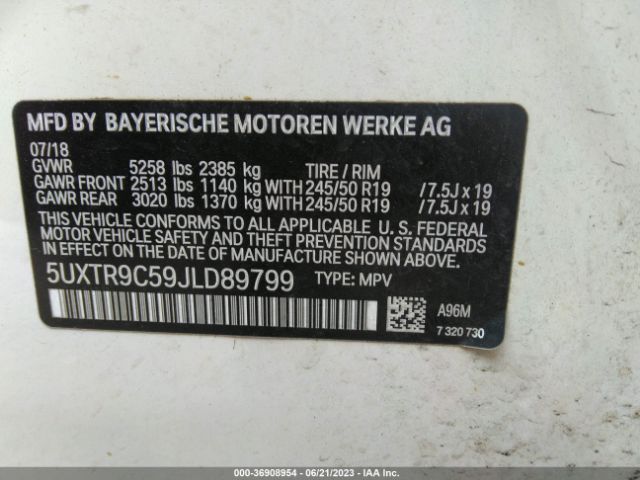 MFD BY BAYERISCHE MOTOREN WERKE AG
07/18
GVWR 5258 lbs 2385 kg TIRE / RIM
GAWR FRONT 2513 lbs 1140 kg WITH 245/50 R19 /7.5J x 19
GAWR REAR 3020 lbs 1370 kg WITH 245/50 R19 /7.5J x 19
THIS VEHICLE CONFORMS TO ALL APPLICABLE U. S. FEDERAL
MOTOR VEHICLE SAFETY AND THEFT PREVENTION STANDARDS
IN EFFECT ON THE DATE OF MANUFACTURE SHOWN ABOVE.
5UXTR9C59JLD89799 TYPE: MPV
A96M
7 320 730
000-36908954 - 06/21/2023 - IAA Inc.